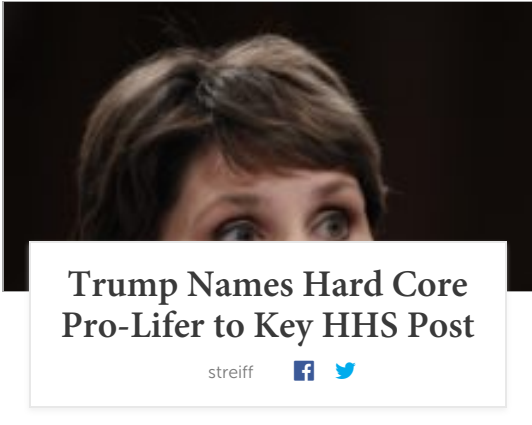 Trump Names Hard Core
Pro-Lifer to Key HHS Post
streiff